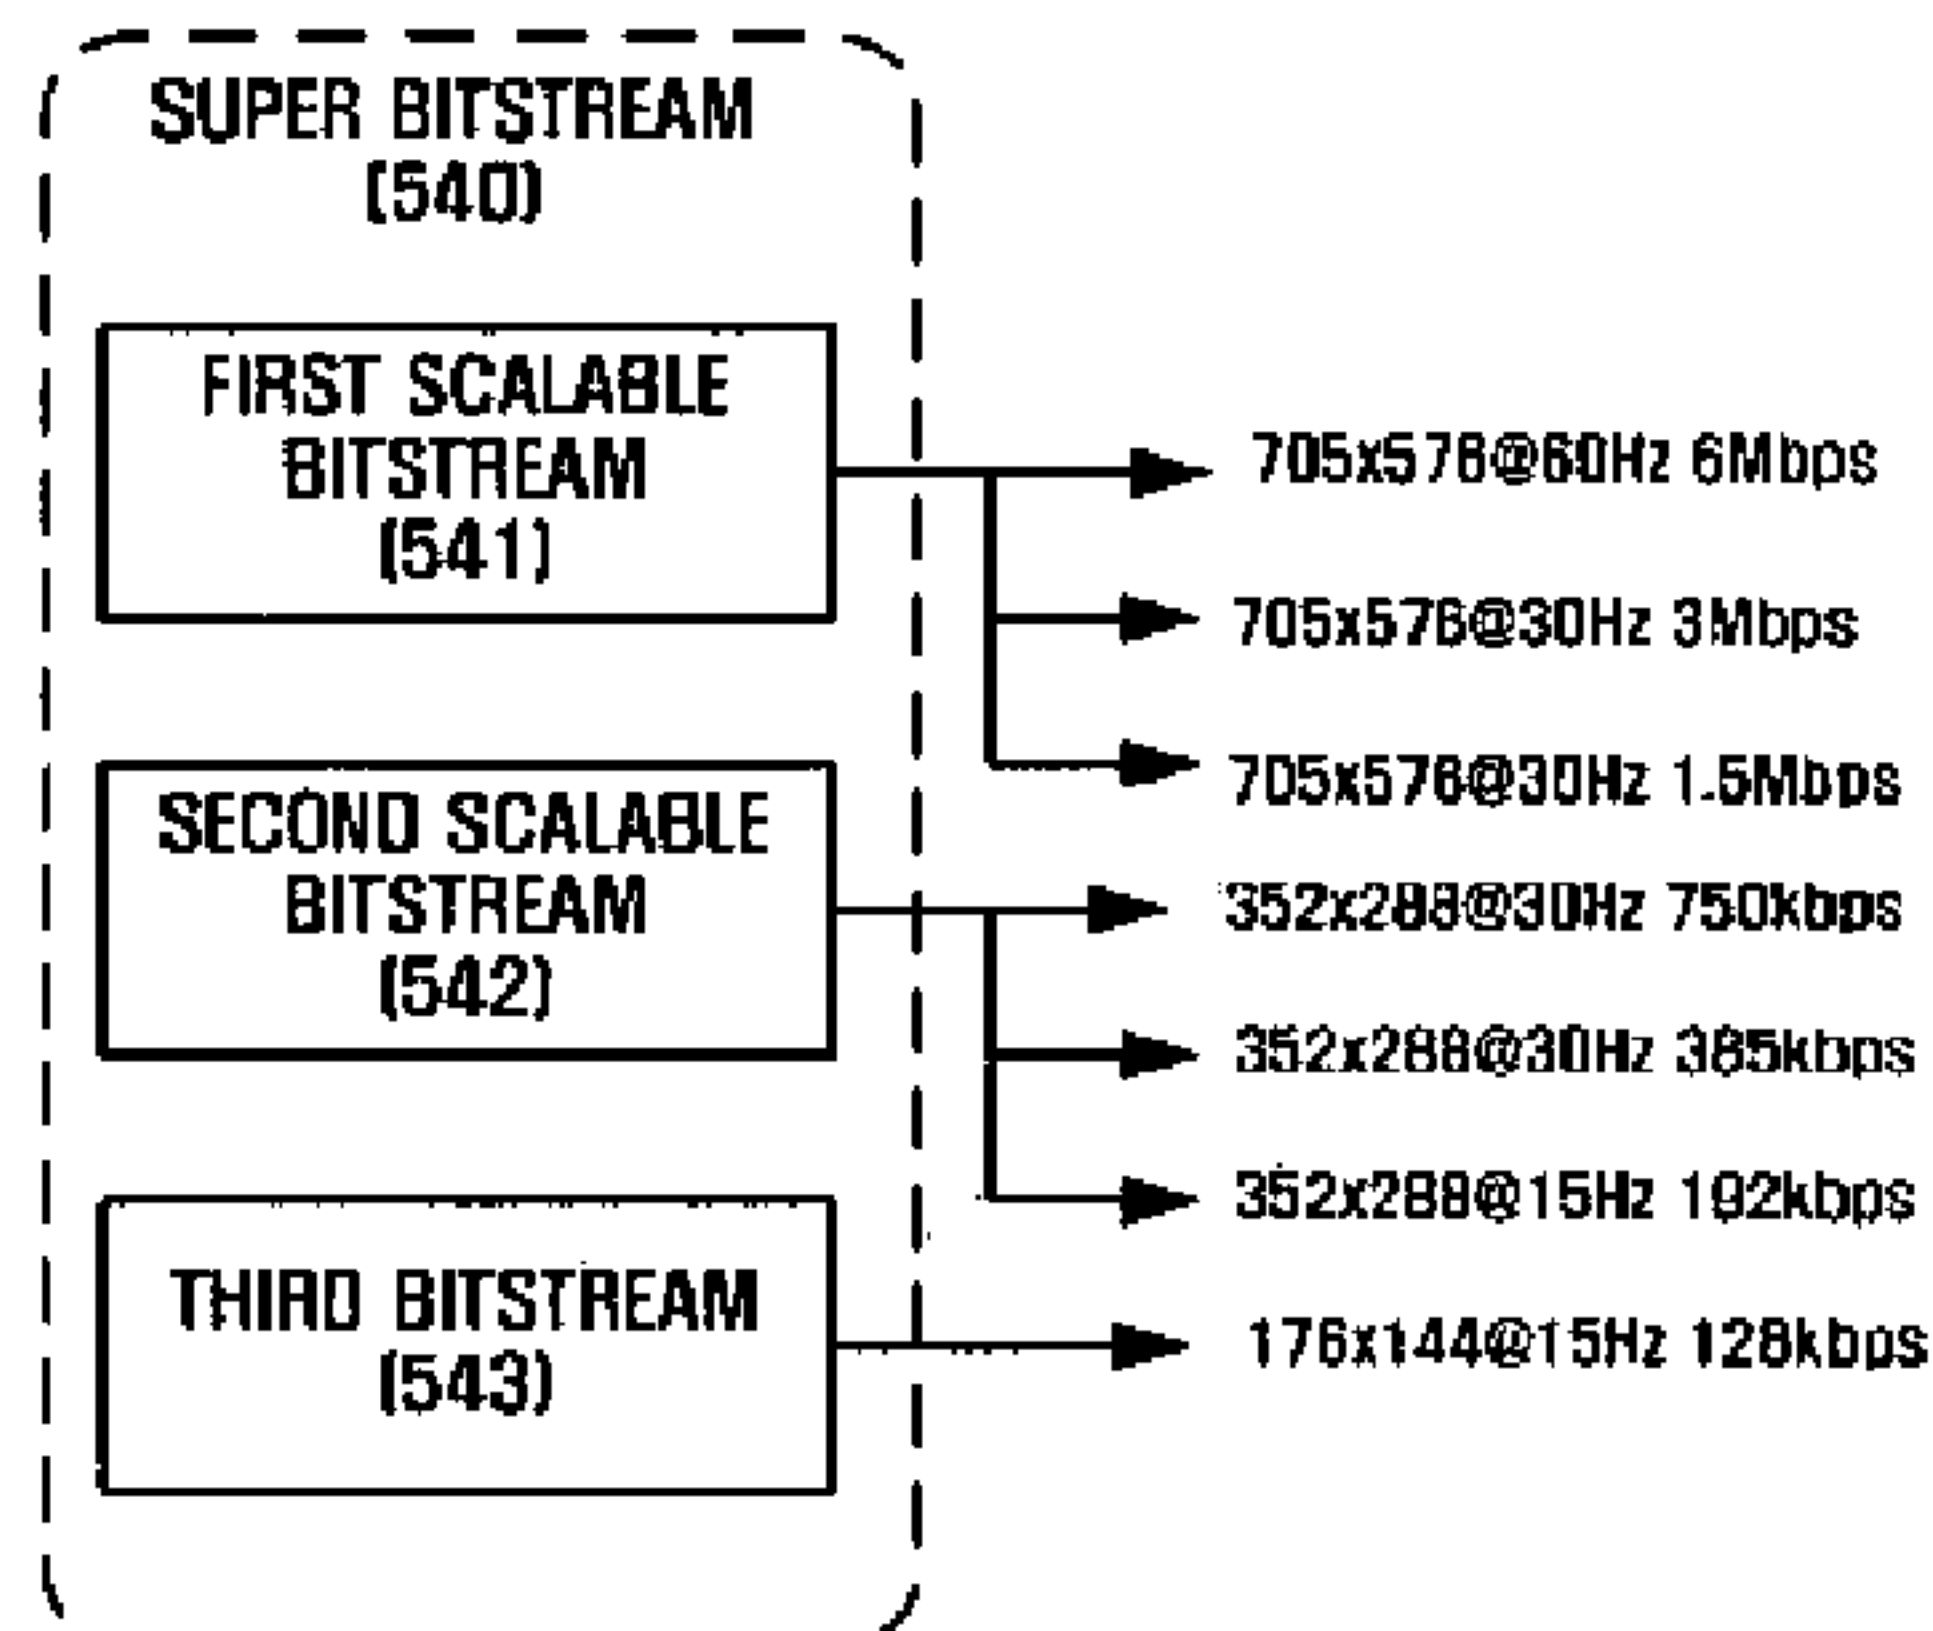 SUPER BITSTREAM
(540)
FIRST SCALABLE
BITSTREAM
(541)
705x576@60Hz 6Mbps
705x576@30Hz 3Mbps
705x576@30Hz 1.5Mbps
SECOND SCALABLE
BITSTREAM
(542)
352x288@30Hz 750kbps
352x288@30Hz 385kbps
352x288@15Hz 192kbps
THIRD BITSTREAM
(543)
176x144@15Hz 128kbps